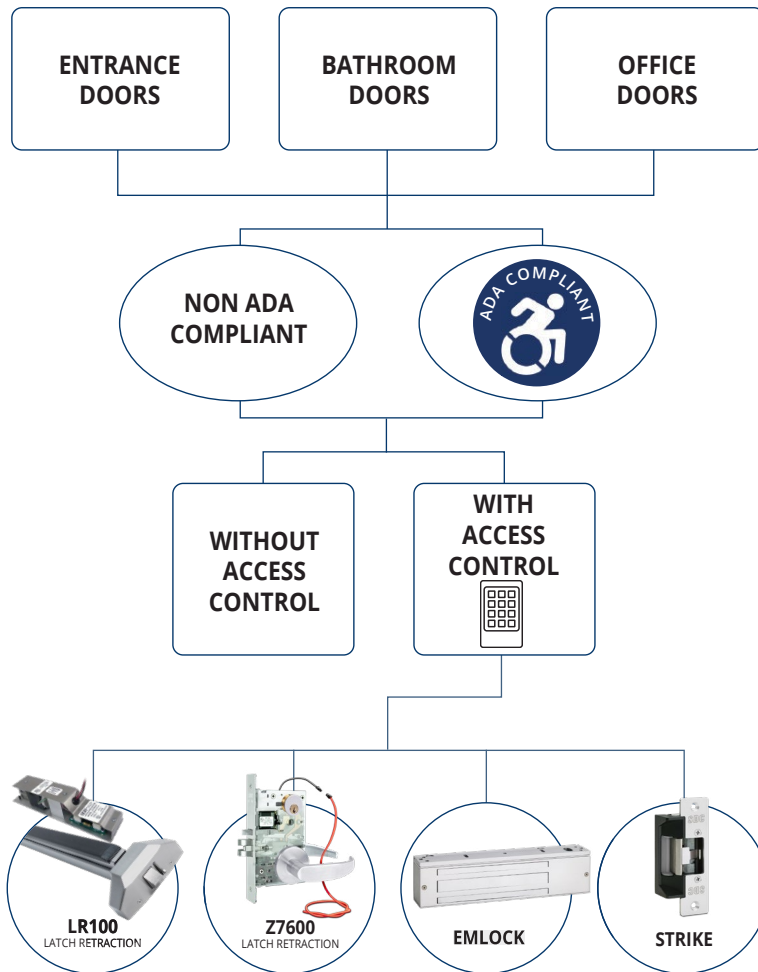 ENTRANCE
DOORS
BATHROOM
DOORS
OFFICE
DOORS
NON ADA
COMPLIANT
ADA COMPLIANT
WITHOUT
ACCESS
CONTROL
WITH
ACCESS
CONTROL
LR100
LATCH RETRACTION
Z7600
LATCH RETRACTION
EMLOCK
STRIKE